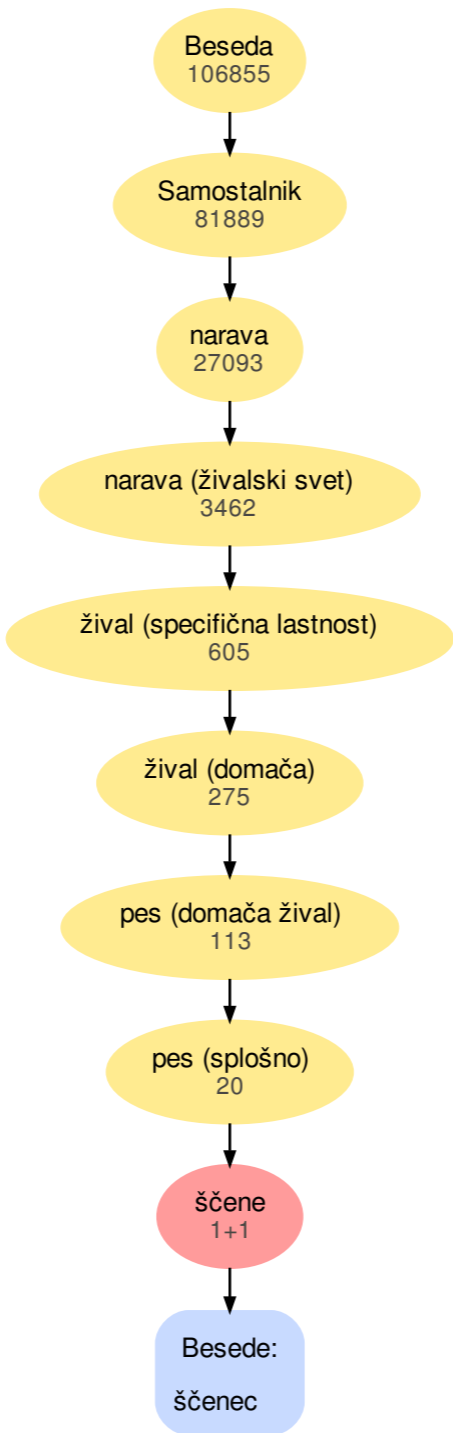 Beseda
106855
Samostalnik
81889
narava
27093
narava (živalski svet)
3462
žival (specifična lastnost)
605
žival (domača)
275
pes (domača žival)
113
pes (splošno)
20
ščene
1+1
Besede:
ščenec